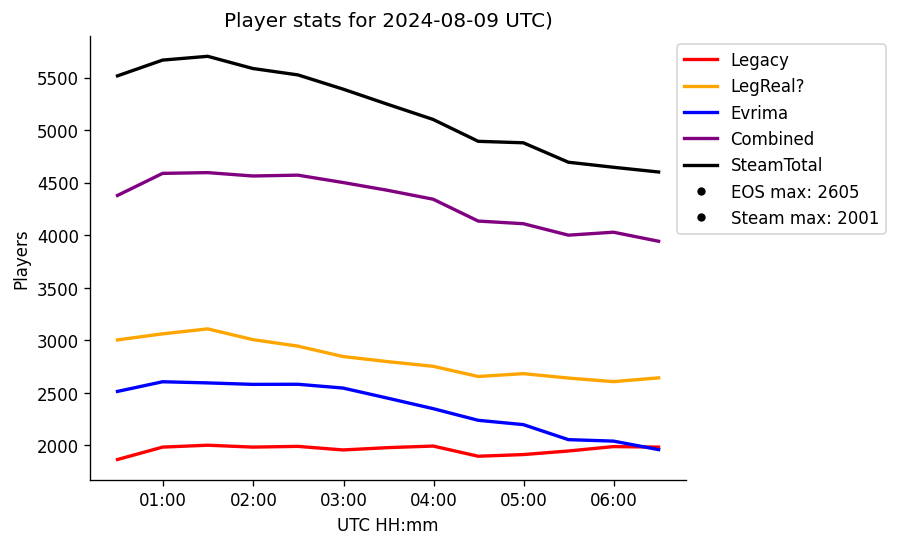 Player stats for 2024-08-09 UTC)
Legacy
LegReal?
Evrima
Combined
SteamTotal
EOS max: 2605
Steam max: 2001
Players
5500
5000
4500
4000
3500
3000
2500
2000
01:00 02:00 03:00 04:00 05:00 06:00
UTC HH:mm